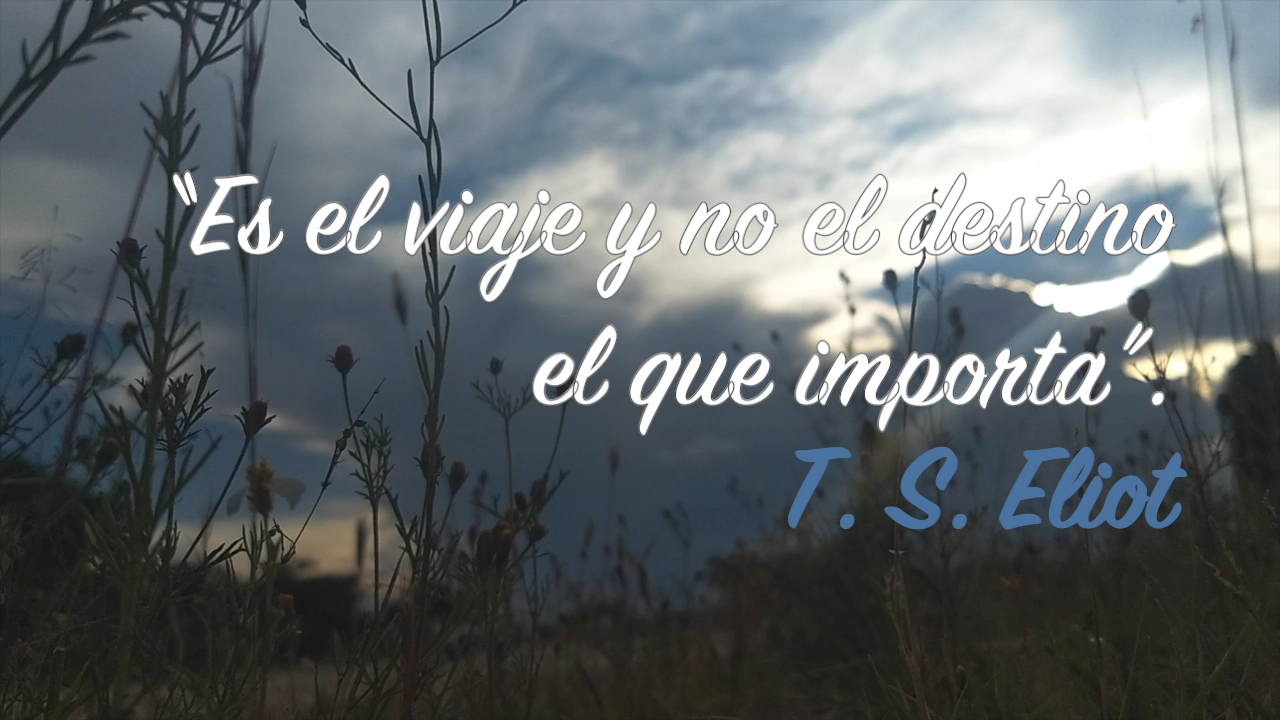 “Es el viaje y no el destino
el que importa”.
T. S. Eliot